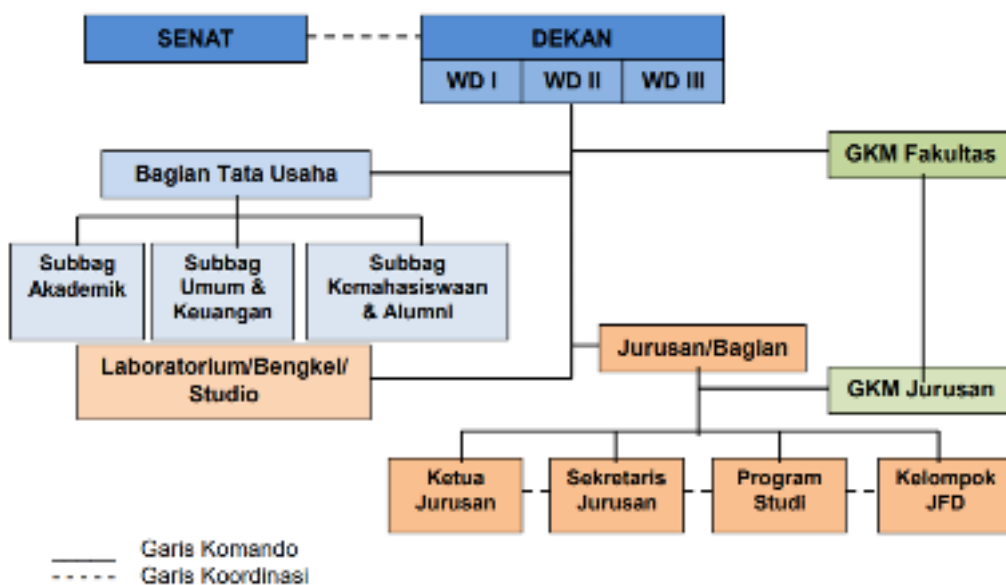 SENAT
DEKAN
WD I
WD II
WD III
GKM Fakultas
Bagian Tata Usaha
Subbag
Akademik
Subbag
Umum &
Keuangan
Subbag
Kemahasiswaan
& Alumni
Jurusan/Bagian
Laboratorium/Bengkel/
Studio
GKM Jurusan
Ketua
Jurusan
Sekretaris
Jurusan
Program
Studi
Kelompok
JFD
Garis Komando
Garis Koordinasi